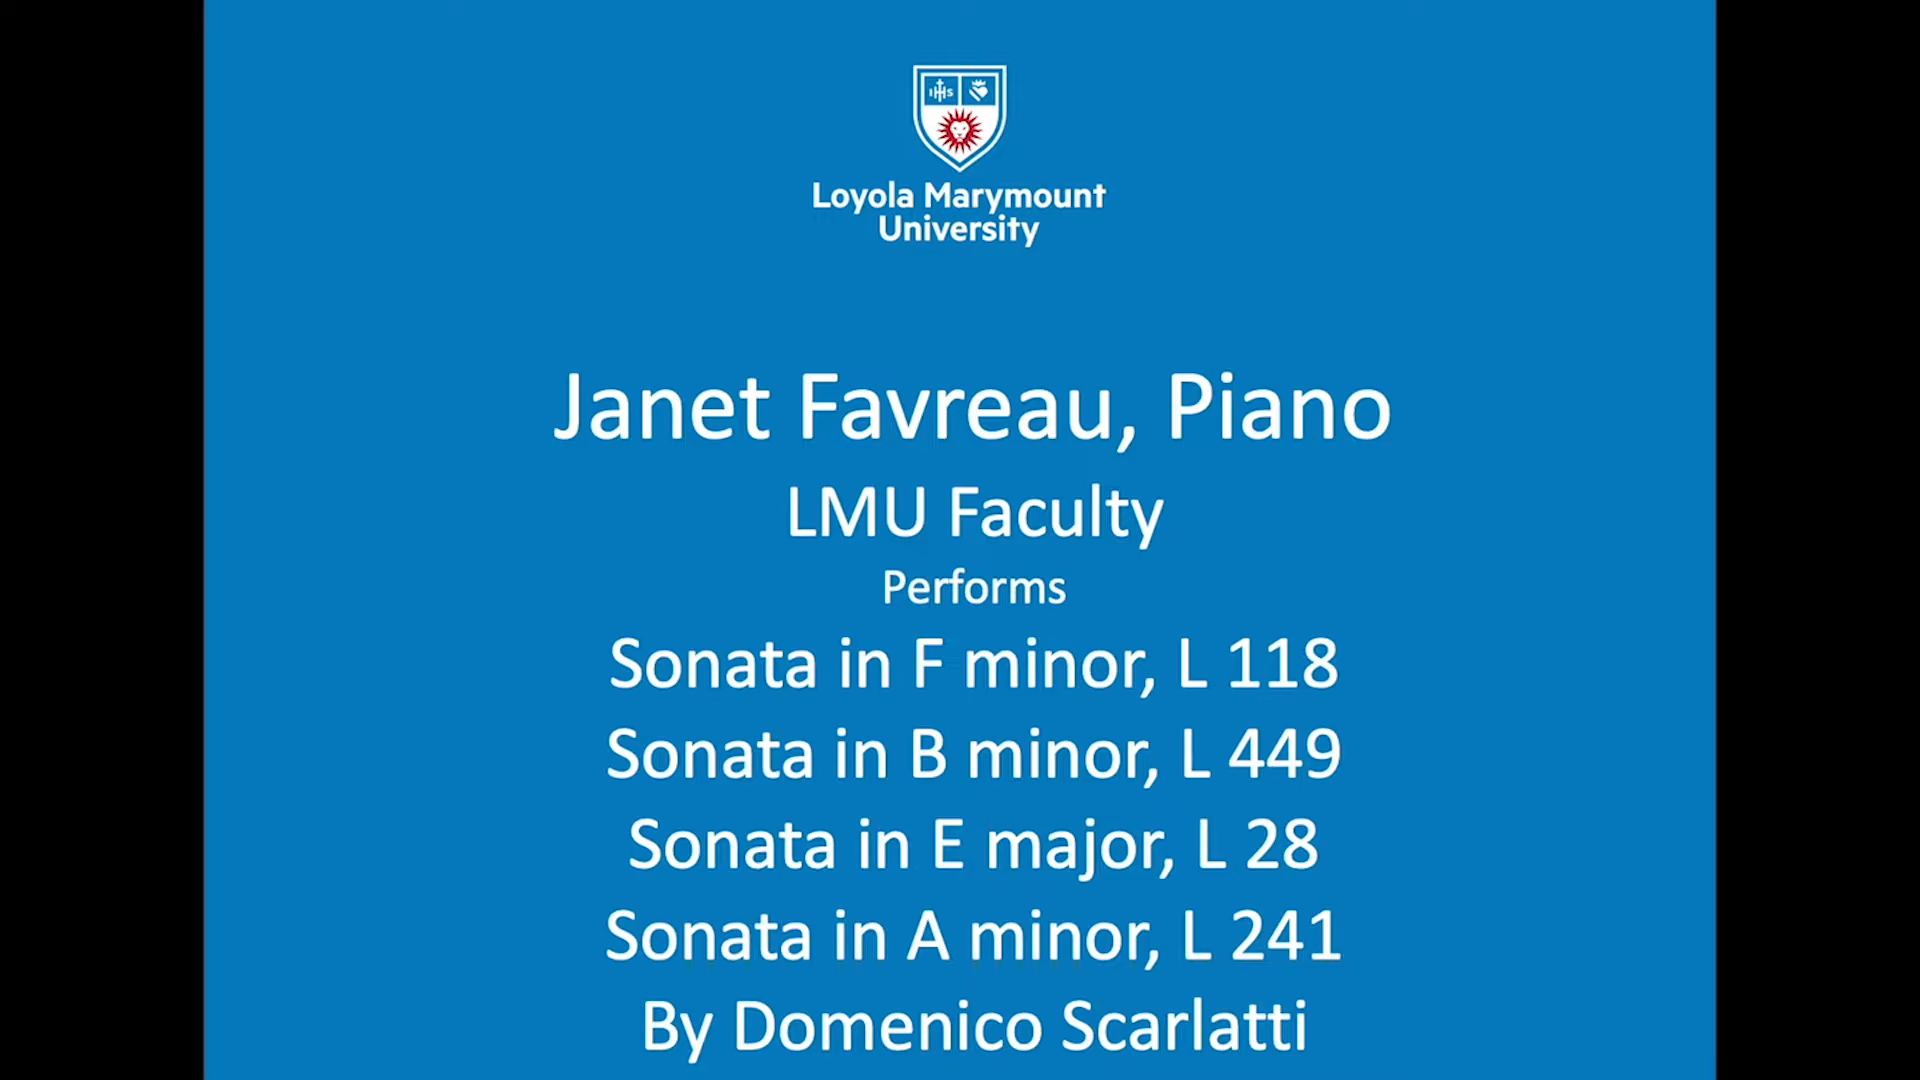 IHS
Loyola Marymount
University
Janet Favreau, Piano
LMU Faculty
Performs
Sonata in F minor, L 118
Sonata in B minor, L 449
Sonata in E major, L 28
Sonata in A minor, L 241
By Domenico Scarlatti